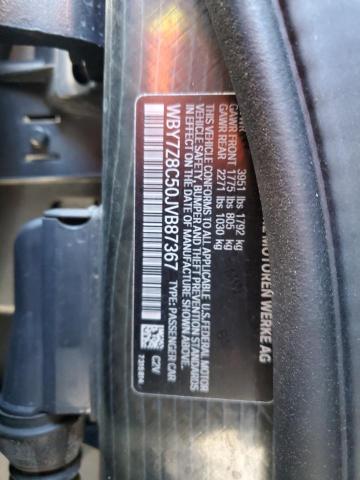 MOTOREN WERKE AG
3951 lbs 1792 kg
GAWR FRONT 1775 lbs 805 kg
GAWR REAR 2271 lbs 1030 kg
THIS VEHICLE CONFORMS TO ALL APPLICABLE U.S. FEDERAL MOTOR
VEHICLE SAFETY, BUMPER AND THEFT PREVENTION STANDARDS
IN EFFECT ON THE DATE OF MANUFACTURE SHOWN ABOVE.
WBY7Z8C50JVB87367 TYPE: PASSENGER CAR
C2V